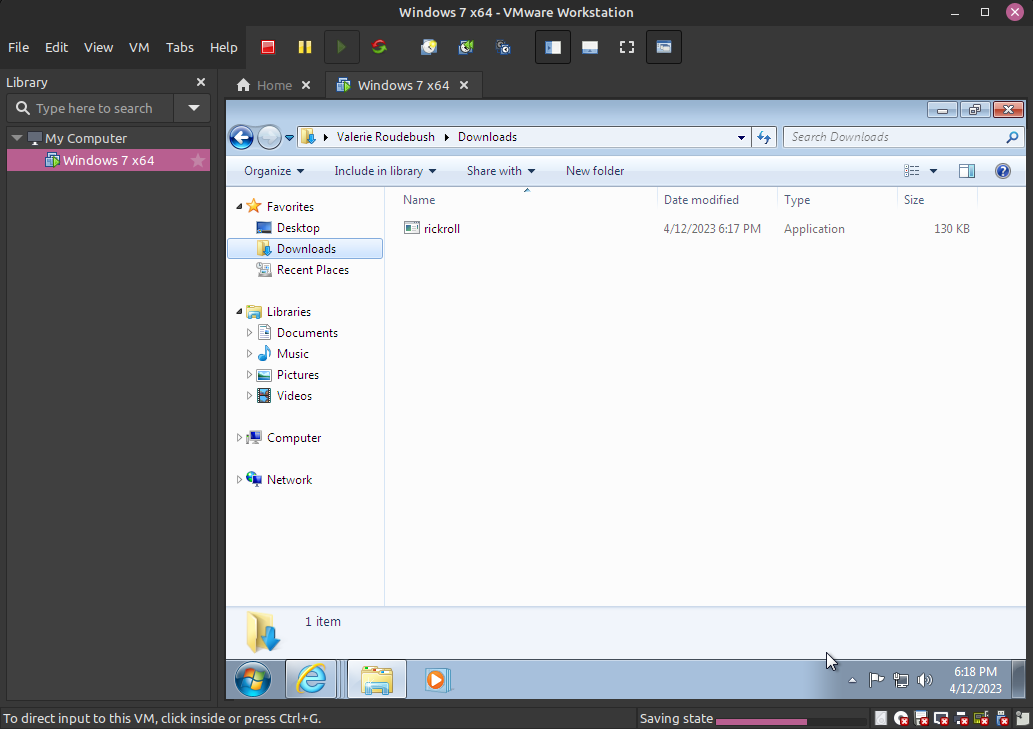 Windows 7 x64 - VMware Workstation
File Edit View VM Tabs Help
Library
Home
Windows 7 x64
Type here to search
My Computer
Windows 7 x64
Valerie Roudebush Downloads
Search Downloads
Organize Include in library Share with New folder
Name Date modified Type Size
rickroll 4/12/2023 6:17 PM Application 130 KB
Favorites
Desktop
Downloads
Recent Places
Libraries
Documents
Music
Pictures
Videos
Computer
Network
1 item
6:18 PM
4/12/2023
To direct input to this VM, click inside or press Ctrl+G.
Saving state